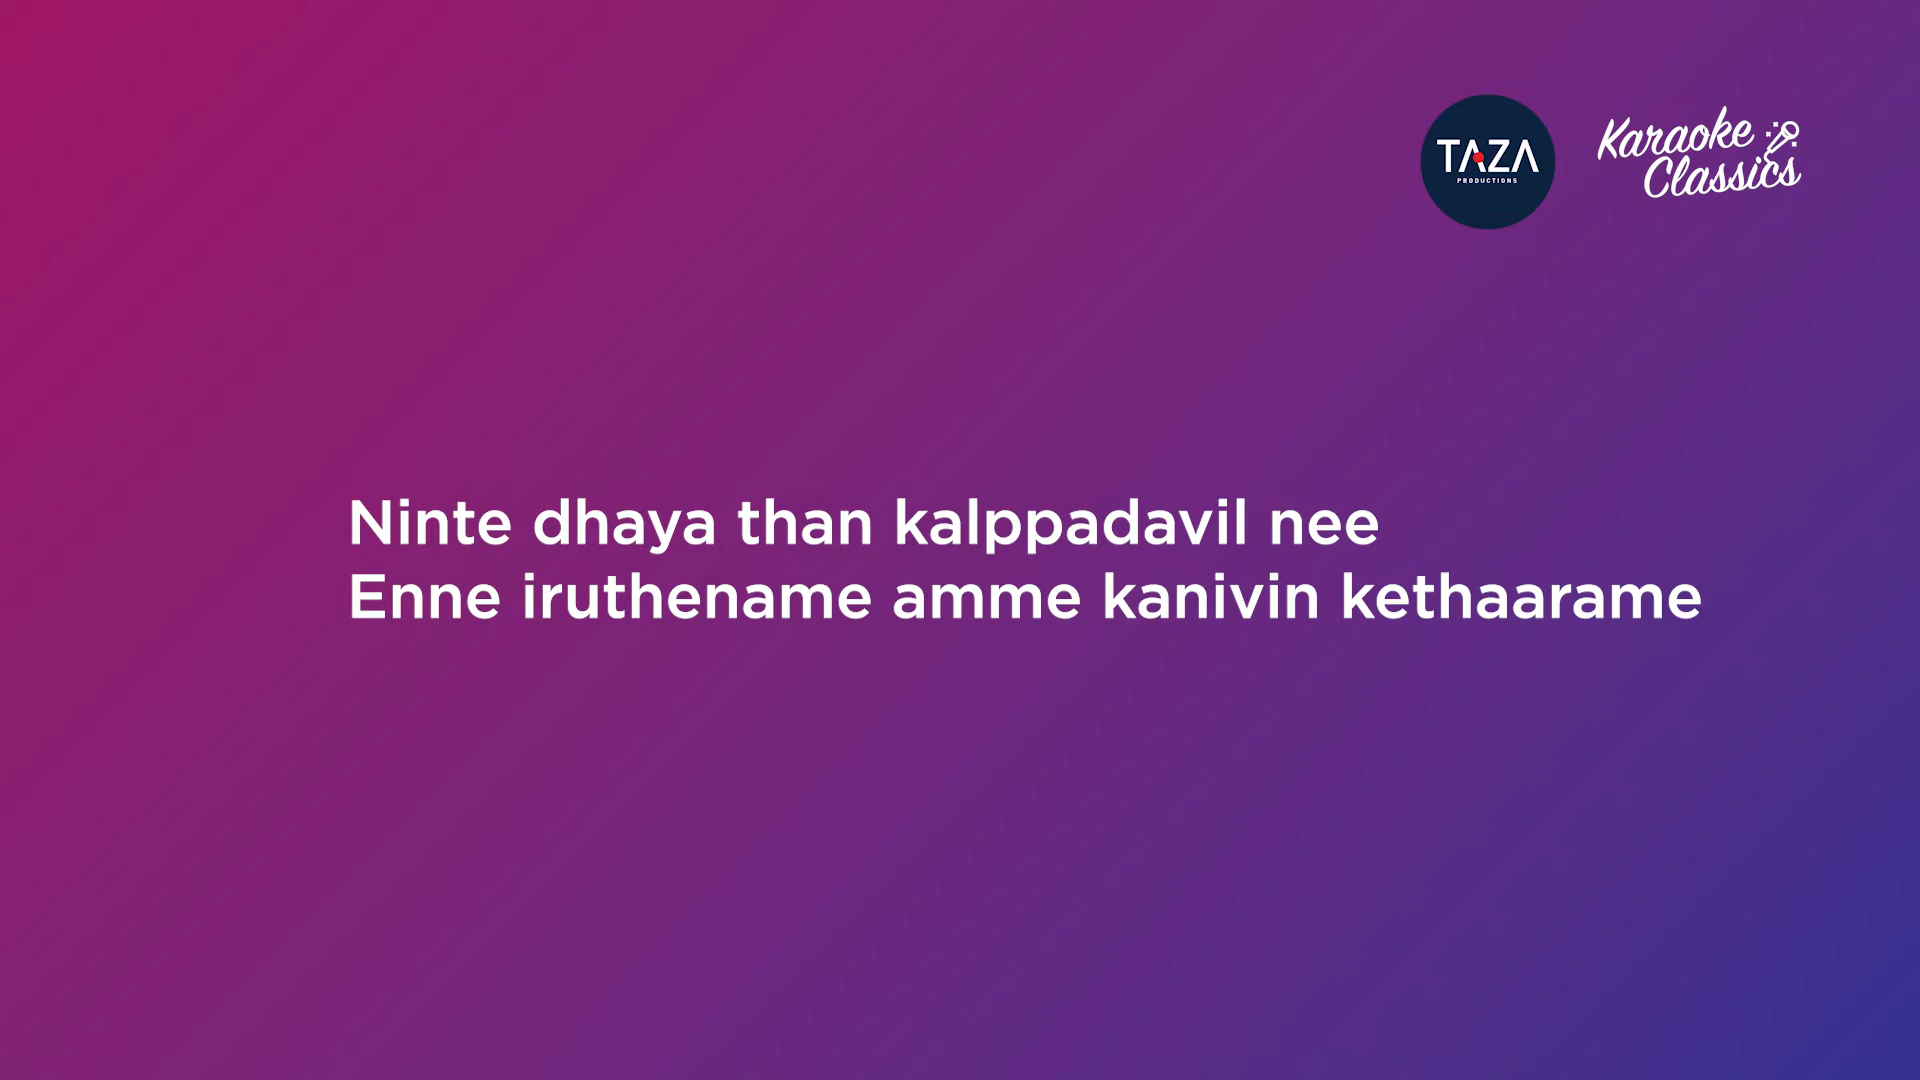 TAZA
PRODUCTIONS
Karaoke
Classics
Ninte dhaya than kalppadavil nee
Enne iruthename amme kanivin kethaarame